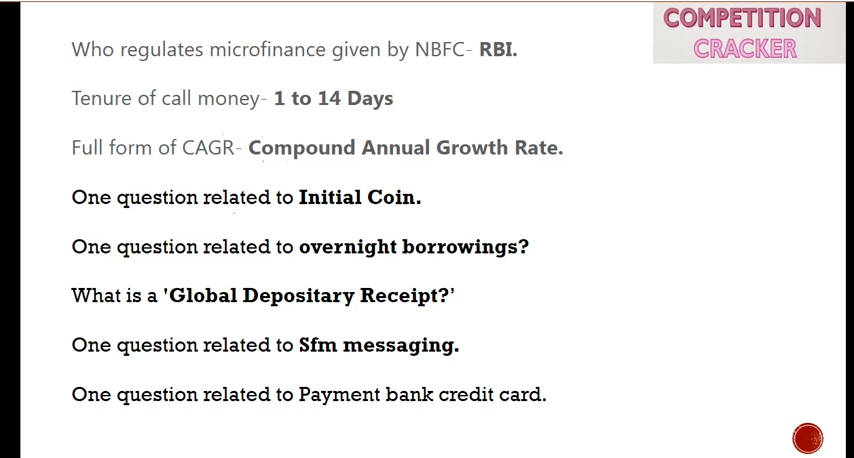 COMPETITION
CRACKER
Who regulates microfinance given by NBFC- RBI.
Tenure of call money- 1 to 14 Days
Full form of CAGR- Compound Annual Growth Rate.
One question related to Initial Coin.
One question related to overnight borrowings?
What is a 'Global Depositary Receipt?’
One question related to Sfm messaging.
One question related to Payment bank credit card.